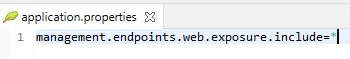 application.properties
1 management.endpoints.web.exposure.include=*